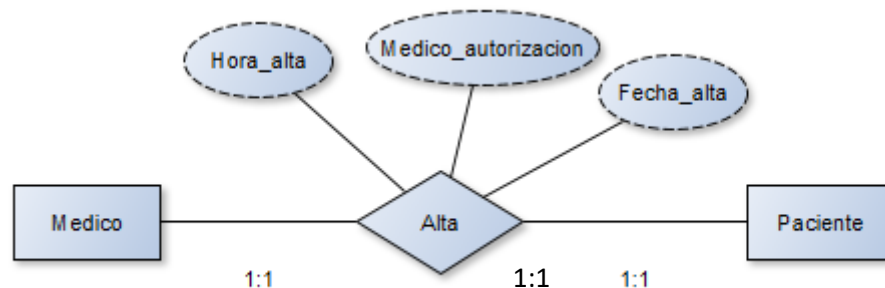 Hora_alta
Medico_autorizacion
Fecha_alta
Medico
Alta
Paciente
1:1
1:1
1:1